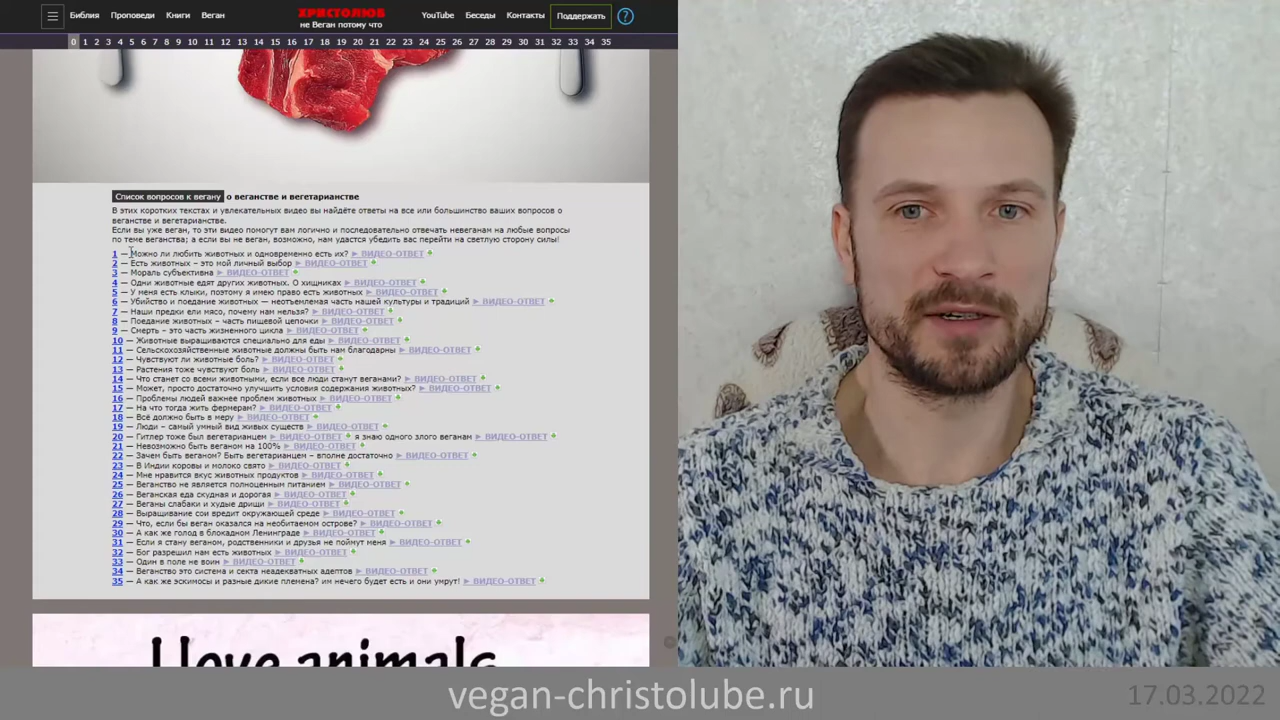 Библия Проповеди Книги Веган ХРИСТОЛЮБ YouTube Беседы Контакты Поддержать ?
не Веган потому что
0 1 2 3 4 5 6 7 8 9 10 11 12 13 14 15 16 17 18 19 20 21 22 23 24 25 26 27 28 29 30 31 32 33 34 35
Список вопросов к вегану о веганстве и вегетарианстве
В этих коротких текстах и увлекательных видео вы найдёте ответы на все или большинство ваших вопросов о
веганстве и вегетарианстве.
Если вы уже веган, то эти видео помогут вам логично и последовательно отвечать невеганам на любые вопросы
по теме веганства; а если вы не веган, возможно, нам удастся убедить вас перейти на светлую сторону силы!
1 — Можно ли любить животных и одновременно есть их? ► ВИДЕО-ОТВЕТ
2 — Есть животных – это мой личный выбор ► ВИДЕО-ОТВЕТ
3 — Мораль субъективна ► ВИДЕО-ОТВЕТ
4 — Одни животные едят других животных. О хищниках ► ВИДЕО-ОТВЕТ
5 — У меня есть клыки, поэтому я имею право есть животных ► ВИДЕО-ОТВЕТ
6 — Убийство и поедание животных — неотъемлемая часть нашей культуры и традиций ► ВИДЕО-ОТВЕТ
7 — Наши предки ели мясо, почему нам нельзя? ► ВИДЕО-ОТВЕТ
8 — Поедание животных – часть пищевой цепочки ► ВИДЕО-ОТВЕТ
9 — Смерть – это часть жизненного цикла ► ВИДЕО-ОТВЕТ
10 — Животные выращиваются специально для еды ► ВИДЕО-ОТВЕТ
11 — Сельскохозяйственные животные должны быть нам благодарны ► ВИДЕО-ОТВЕТ
12 — Чувствуют ли животные боль? ► ВИДЕО-ОТВЕТ
13 — Растения тоже чувствуют боль ► ВИДЕО-ОТВЕТ
14 — Что станет со всеми животными, если все люди станут веганами? ► ВИДЕО-ОТВЕТ
15 — Может, просто достаточно улучшить условия содержания животных? ► ВИДЕО-ОТВЕТ
16 — Проблемы людей важнее проблем животных ► ВИДЕО-ОТВЕТ
17 — На что тогда жить фермерам? ► ВИДЕО-ОТВЕТ
18 — Всё должно быть в меру ► ВИДЕО-ОТВЕТ
19 — Люди – самый умный вид живых существ ► ВИДЕО-ОТВЕТ
20 — Гитлер тоже был вегетарианцем ► ВИДЕО-ОТВЕТ я знаю одного злого веганам ► ВИДЕО-ОТВЕТ
21 — Невозможно быть веганом на 100% ► ВИДЕО-ОТВЕТ
22 — Зачем быть веганом? Быть вегетарианцем – вполне достаточно ► ВИДЕО-ОТВЕТ
23 — В Индии коровы и молоко свято ► ВИДЕО-ОТВЕТ
24 — Мне нравится вкус животных продуктов ► ВИДЕО-ОТВЕТ
25 — Веганство не является полноценным питанием ► ВИДЕО-ОТВЕТ
26 — Веганская еда скудная и дорогая ► ВИДЕО-ОТВЕТ
27 — Веганы слабаки и худые дрищи ► ВИДЕО-ОТВЕТ
28 — Выращивание сои вредит окружающей среде ► ВИДЕО-ОТВЕТ
29 — Что, если бы веган оказался на необитаемом острове? ► ВИДЕО-ОТВЕТ
30 — А как же голод в блокадном Ленинграде ► ВИДЕО-ОТВЕТ
31 — Если я стану веганом, родственники и друзья не поймут меня ► ВИДЕО-ОТВЕТ
32 — Бог разрешил нам есть животных ► ВИДЕО-ОТВЕТ
33 — Один в поле не воин ► ВИДЕО-ОТВЕТ
34 — Веганство это система и секта неадекватных адептов ► ВИДЕО-ОТВЕТ
35 — А как же эскимосы и разные дикие племена? им нечего будет есть и они умрут! ► ВИДЕО-ОТВЕТ
I love animals
vegan-christolube.ru
17.03.2022